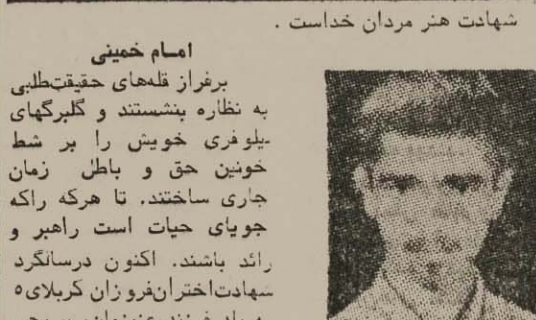 شهادت هنر مردان خداست .
امام خمینی
برفراز قله‌های حقیقت‌طلبی
به نظاره بنشستند و گلبرگهای
نیلوفری خویش را بر شط
خونین حق و باطل زمان
جاری ساختند. تا هرکه راکه
جویای حیات است راهبر و
رائد باشند. اکنون درسالگرد
شهادت‌اختران‌فروزان کربلای۵